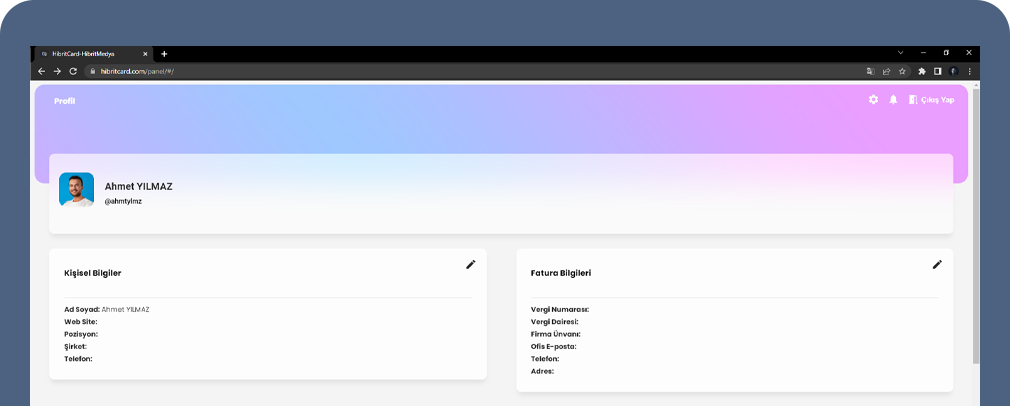 HibritCard-HibritMedya
hibritcard.com/panel/#/
Profil
Çıkış Yap
Ahmet YILMAZ
@ahmtylmz
Kişisel Bilgiler
Ad Soyad: Ahmet YILMAZ
Web Site:
Pozisyon:
Şirket:
Telefon:
Fatura Bilgileri
Vergi Numarası:
Vergi Dairesi:
Firma Ünvanı:
Ofis E-posta:
Telefon:
Adres: